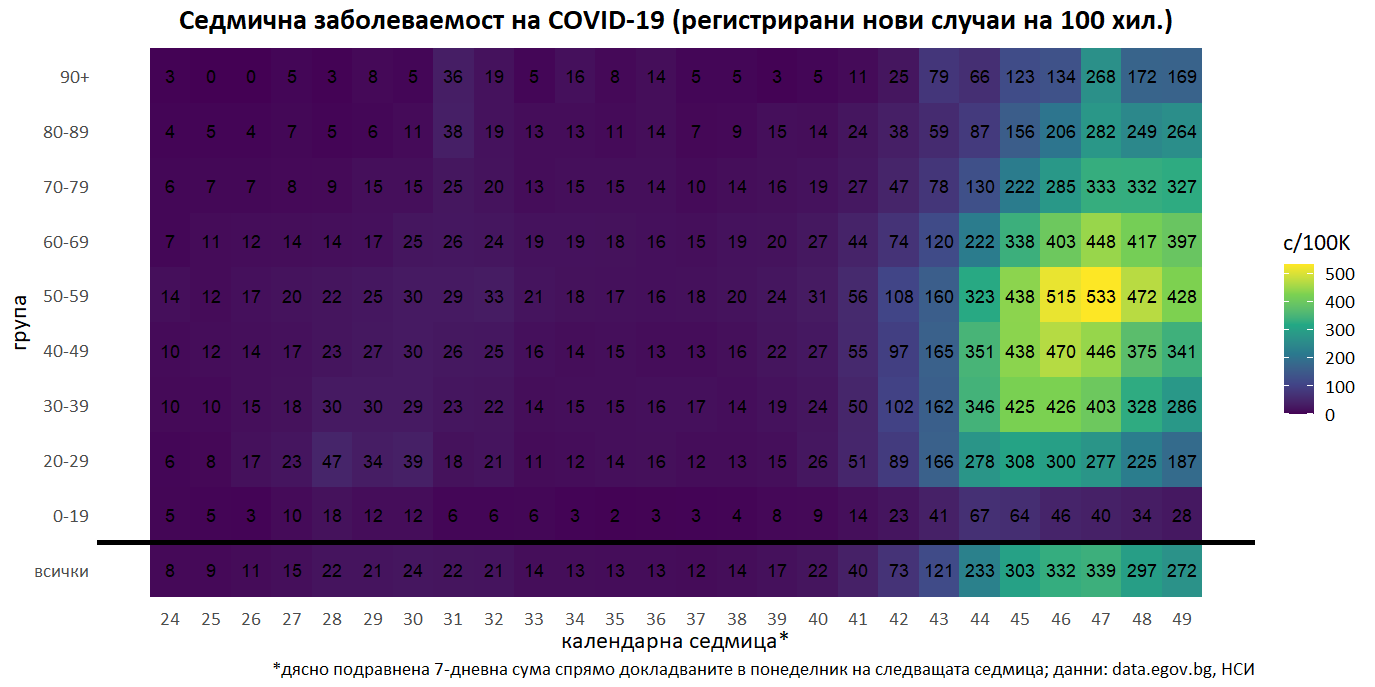 Седмична заболеваемост на COVID-19 (регистрирани нови случаи на 100 хил.)
90+ 3 0 0 5 3 8 5 36 19 5 16 8 14 5 5 3 5 11 25 79 66 123 134 268 172 169
80-89 4 5 4 7 5 6 11 38 19 13 13 11 14 7 9 15 14 24 38 59 87 156 206 282 249 264
70-79 6 7 7 8 9 15 15 25 20 13 15 15 14 10 14 16 19 27 47 78 130 222 285 333 332 327
60-69 7 11 12 14 14 17 25 26 24 19 19 18 16 15 19 20 27 44 74 120 222 338 403 448 417 397
50-59 14 12 17 20 22 25 30 29 33 21 18 17 16 18 20 24 31 56 108 160 323 438 515 533 472 428
40-49 10 12 14 17 23 27 30 26 25 16 14 15 13 13 16 22 27 55 97 165 351 438 470 446 375 341
30-39 10 10 15 18 30 30 29 23 22 14 15 15 16 17 14 19 24 50 102 162 346 425 426 403 328 286
20-29 6 8 17 23 47 34 39 18 21 11 12 14 16 12 13 15 26 51 89 166 278 308 300 277 225 187
0-19 5 5 3 10 18 12 12 6 6 6 3 2 3 3 4 8 9 14 23 41 67 64 46 40 34 28
всички 8 9 11 15 22 21 24 22 21 14 13 13 13 12 14 17 22 40 73 121 233 303 332 339 297 272
24 25 26 27 28 29 30 31 32 33 34 35 36 37 38 39 40 41 42 43 44 45 46 47 48 49
група
календарна седмица*
*дясно подравнена 7-дневна сума спрямо докладваните в понеделник на следващата седмица; данни: data.egov.bg, НСИ
с/100K
500
400
300
200
100
0